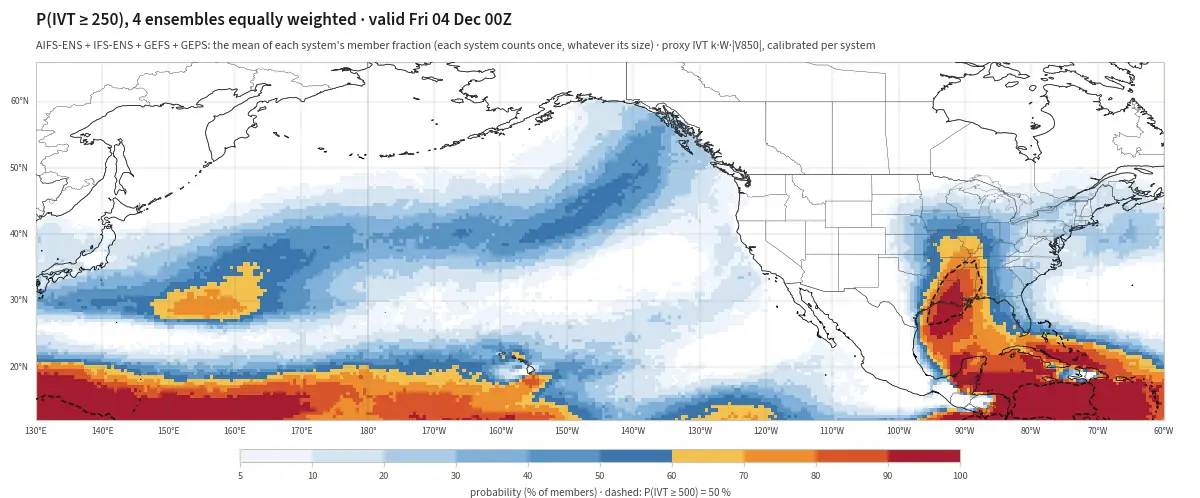 P(IVT ≥ 250), 4 ensembles equally weighted · valid Fri 04 Dec 00Z
AIFS-ENS + IFS-ENS + GEFS + GEPS: the mean of each system's member fraction (each system counts once, whatever its size) · proxy IVT k·W·|V850|, calibrated per system
60°N
50°N
40°N
30°N
20°N
130°E 140°E 150°E 160°E 170°E 180° 170°W 160°W 150°W 140°W 130°W 120°W 110°W 100°W 90°W 80°W 70°W 60°W
5 10 20 30 40 50 60 70 80 90 100
probability (% of members) · dashed: P(IVT ≥ 500) = 50 %